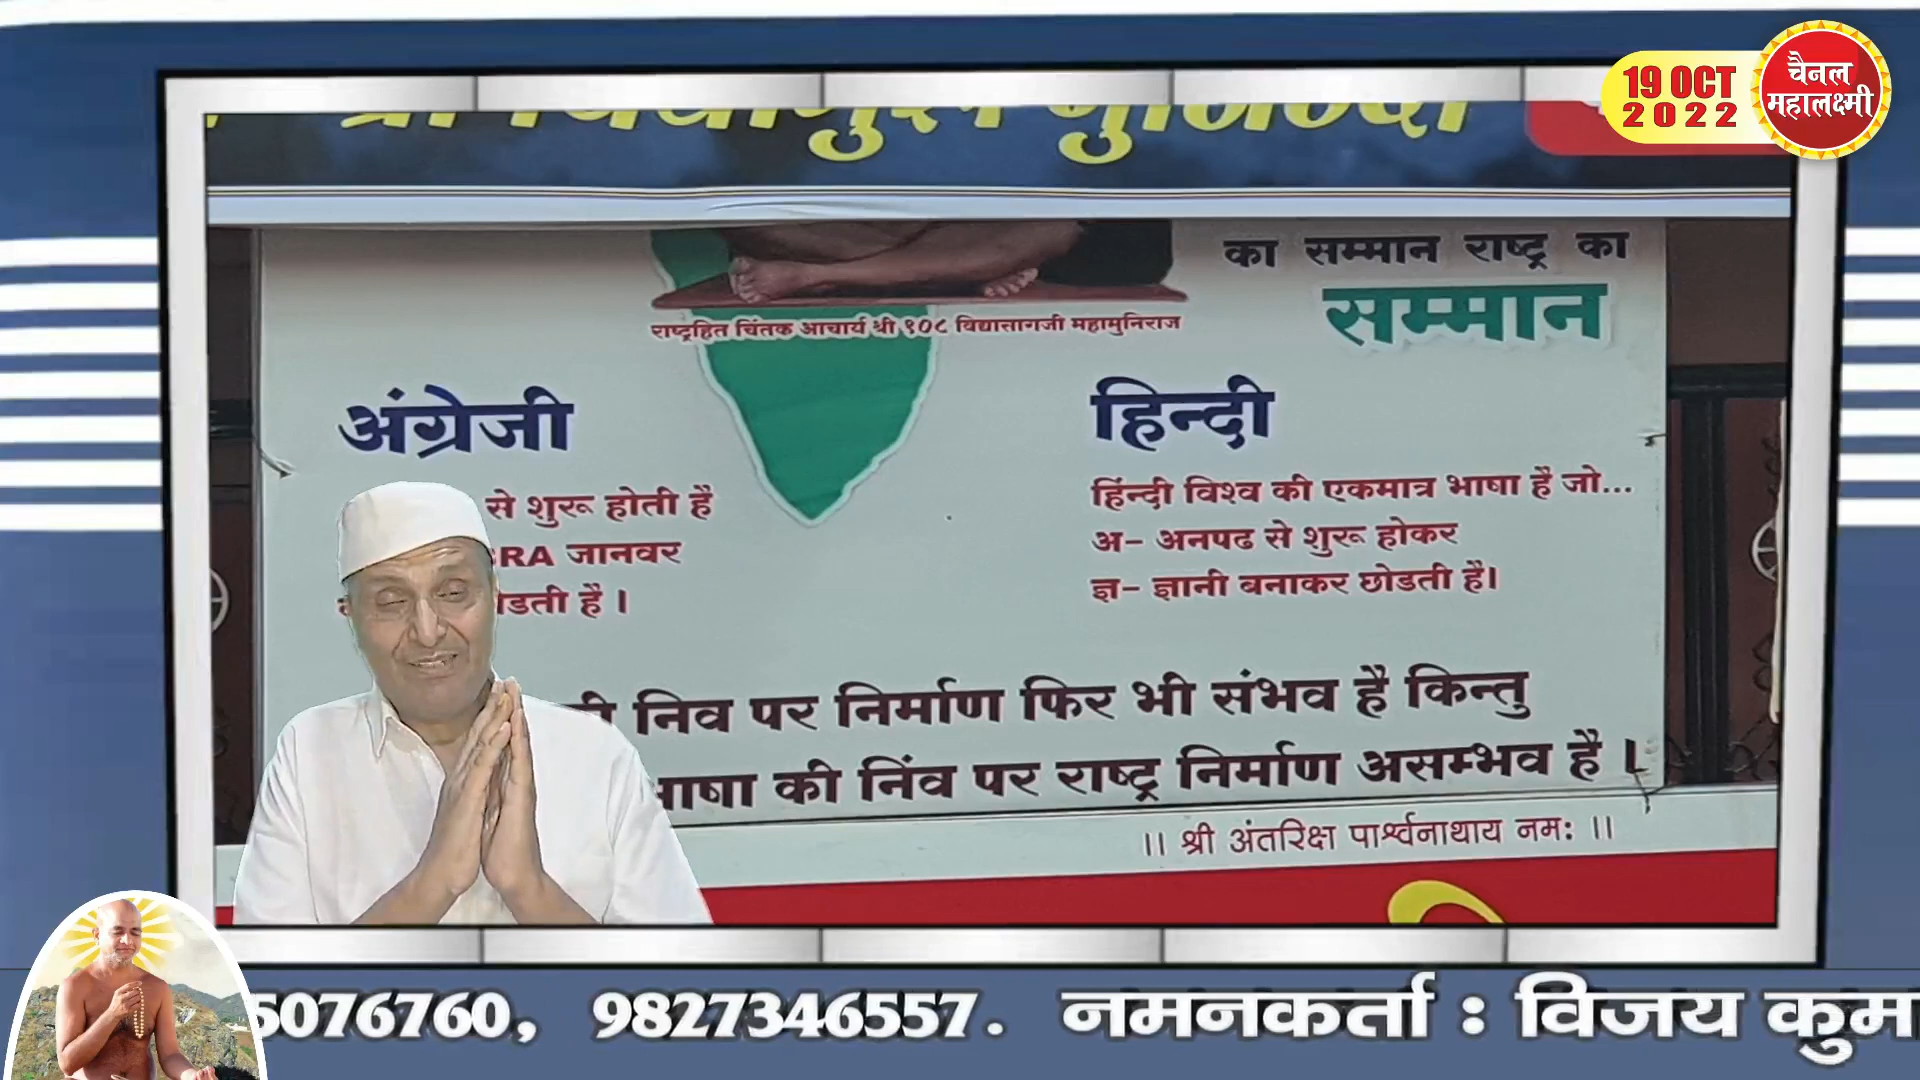 19 OCT
2022
चैनल
महालक्ष्मी
का सम्मान राष्ट्र का
सम्मान
राष्ट्रहित चिंतक आचार्य श्री १०८ विद्यासागजी महामुनिराज
अंग्रेजी
से शुरू होती है
RA जानवर
डती है ।
हिन्दी
हिंन्दी विश्व की एकमात्र भाषा है जो...
अ- अनपढ से शुरू होकर
ज्ञ- ज्ञानी बनाकर छोडती है।
निव पर निर्माण फिर भी संभव है किन्तु
भाषा की निंव पर राष्ट्र निर्माण असम्भव है ।
।। श्री अंतरिक्ष पार्श्वनाथाय नमः ।।
5076760, 9827346557. नमनकर्ता : विजय कुम